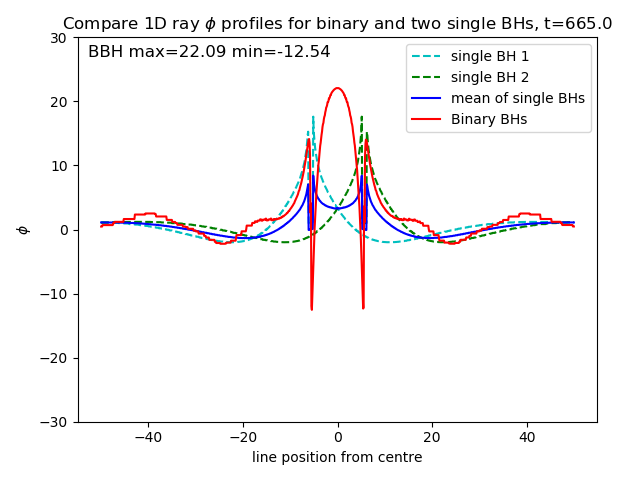 Compare 1D ray ϕ profiles for binary and two single BHs, t=665.0
BBH max=22.09 min=-12.54
single BH 1
single BH 2
mean of single BHs
Binary BHs
30
20
10
0
−10
−20
−30
ϕ
−40
−20
0
20
40
line position from centre